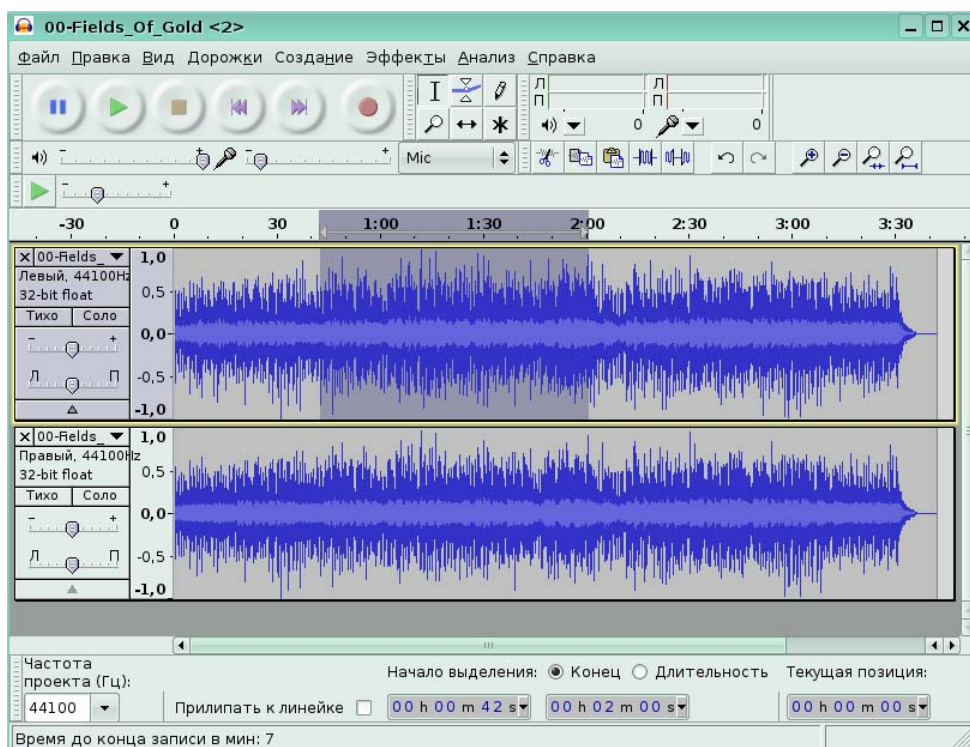 00-Fields_Of_Gold <2>
Файл Правка Вид Дорожки Создание Эффекты Анализ Справка
Л Л
П П
0 0
- + - + Mic
- +
-30 0 30 1:00 1:30 2:00 2:30 3:00 3:30
00-Fields_
Левый, 44100Hz
32-bit float
Тихо Соло
- +
Л П
1,0
0,5
0,0
-0,5
-1,0
00-Fields_
Правый, 44100Hz
32-bit float
Тихо Соло
- +
Л П
1,0
0,5
0,0
-0,5
-1,0
Частота
проекта (Гц):
44100
Начало выделения: Конец Длительность Текущая позиция:
Прилипать к линейке 00 h 00 m 42 s 00 h 02 m 00 s 00 h 00 m 00 s
Время до конца записи в мин: 7